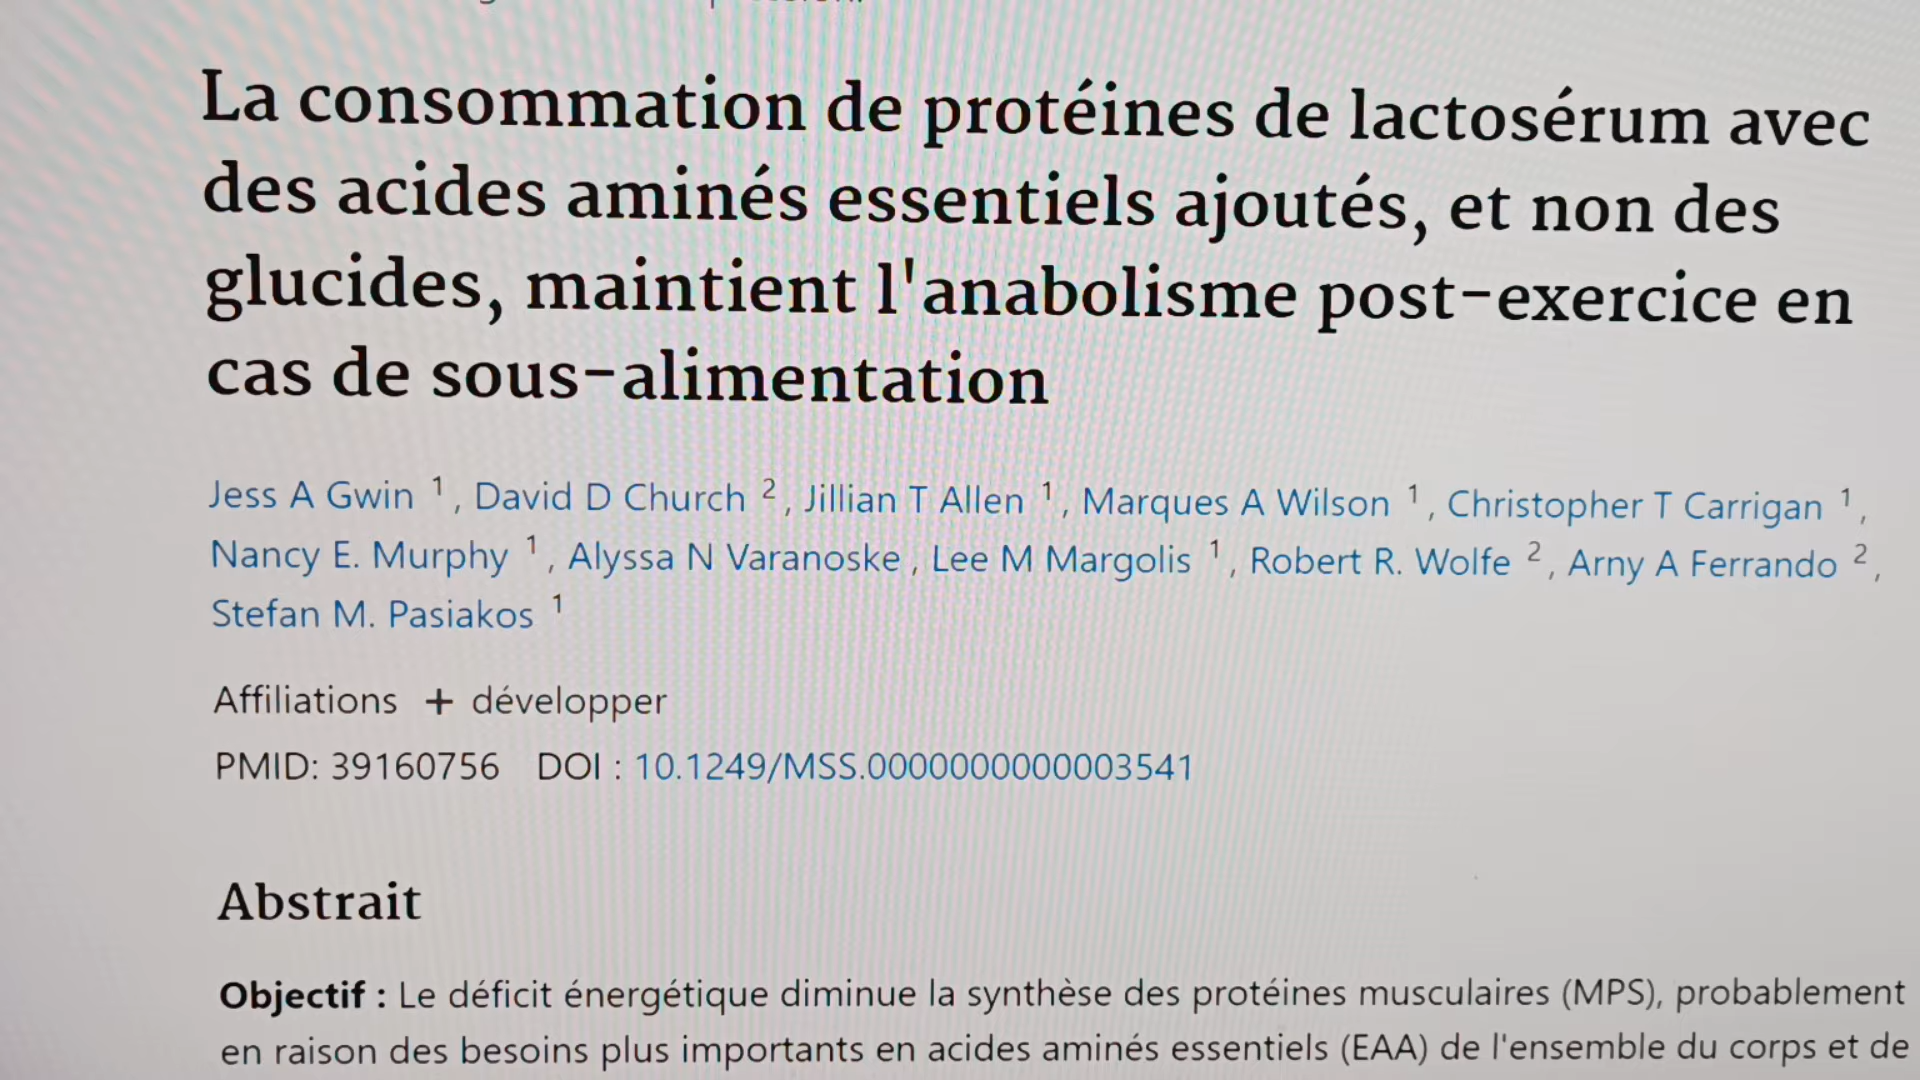 La consommation de protéines de lactosérum avec
des acides aminés essentiels ajoutés, et non des
glucides, maintient l'anabolisme post-exercice en
cas de sous-alimentation
Jess A Gwin 1, David D Church 2, Jillian T Allen 1, Marques A Wilson 1, Christopher T Carrigan 1,
Nancy E. Murphy 1, Alyssa N Varanoske, Lee M Margolis 1, Robert R. Wolfe 2, Arny A Ferrando 2,
Stefan M. Pasiakos 1
Affiliations + développer
PMID: 39160756 DOI : 10.1249/MSS.0000000000003541
Abstrait
Objectif : Le déficit énergétique diminue la synthèse des protéines musculaires (MPS), probablement
en raison des besoins plus importants en acides aminés essentiels (EAA) de l'ensemble du corps et de